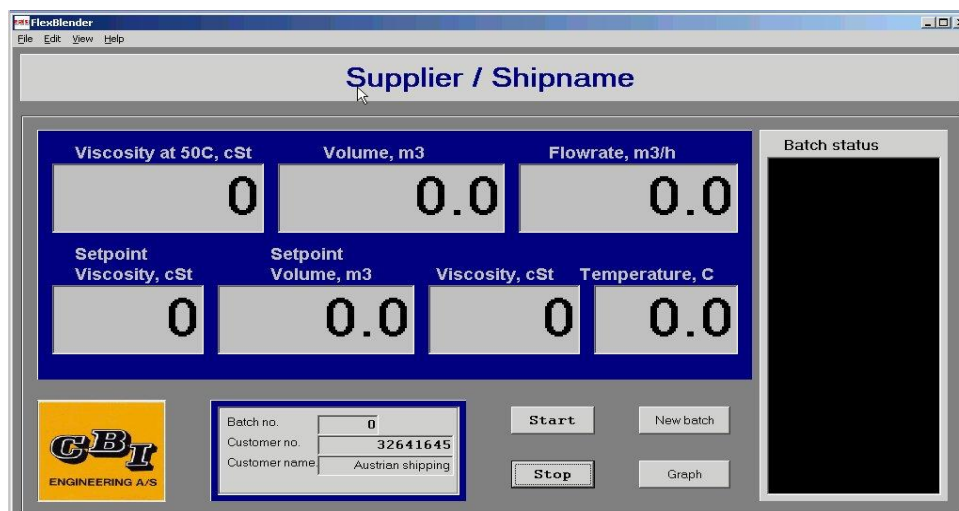 FlexBlender
File Edit View Help
Supplier / Shipname
Viscosity at 50C, cSt Volume, m3 Flowrate, m3/h Batch status
0 0.0 0.0
Setpoint Setpoint
Viscosity, cSt Volume, m3 Viscosity, cSt Temperature, C
0 0.0 0 0.0
Batch no. 0 Start New batch
Customer no. 32641645
Customer name. Austrian shipping
Stop Graph
CBI
ENGINEERING A/S